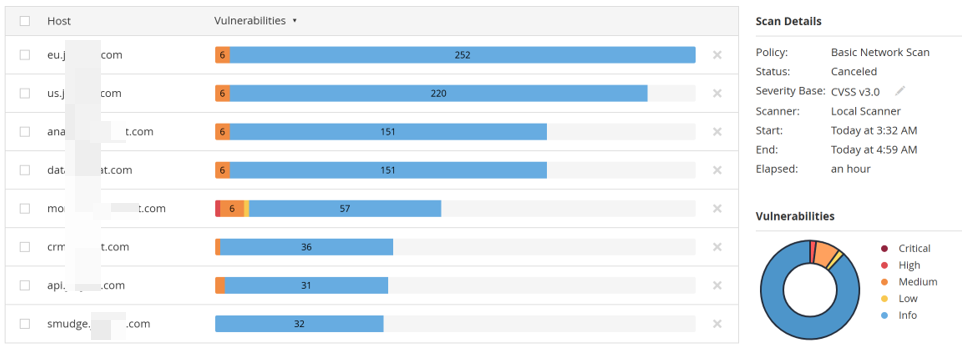 Host Vulnerabilities
eu.j .com 6 252
us.j .com 6 220
ana t.com 6 151
dat at.com 6 151
mo t.com 6 57
crm t.com 36
api. .com 31
smudge. .com 32
Scan Details
Policy: Basic Network Scan
Status: Canceled
Severity Base: CVSS v3.0
Scanner: Local Scanner
Start: Today at 3:32 AM
End: Today at 4:59 AM
Elapsed: an hour
Vulnerabilities
Critical
High
Medium
Low
Info